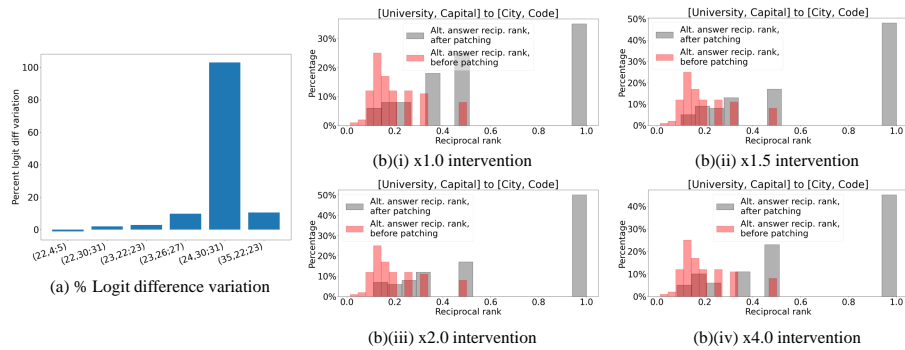 Percent logit diff variation
100
80
60
40
20
0
(22,4;5)
(22,30;31)
(23,22;23)
(23,26;27)
(24,30;31)
(35,22;23)
(a) % Logit difference variation
[University, Capital] to [City, Code]
Percentage
30%
20%
10%
0%
Alt. answer recip. rank,
after patching
Alt. answer recip. rank,
before patching
0.0 0.2 0.4 0.6 0.8 1.0
Reciprocal rank
(b)(i) x1.0 intervention
[University, Capital] to [City, Code]
Percentage
50%
40%
30%
20%
10%
0%
Alt. answer recip. rank,
after patching
Alt. answer recip. rank,
before patching
0.0 0.2 0.4 0.6 0.8 1.0
Reciprocal rank
(b)(ii) x1.5 intervention
[University, Capital] to [City, Code]
Percentage
50%
40%
30%
20%
10%
0%
Alt. answer recip. rank,
after patching
Alt. answer recip. rank,
before patching
0.0 0.2 0.4 0.6 0.8 1.0
Reciprocal rank
(b)(iii) x2.0 intervention
[University, Capital] to [City, Code]
Percentage
40%
30%
20%
10%
0%
Alt. answer recip. rank,
after patching
Alt. answer recip. rank,
before patching
0.0 0.2 0.4 0.6 0.8 1.0
Reciprocal rank
(b)(iv) x4.0 intervention